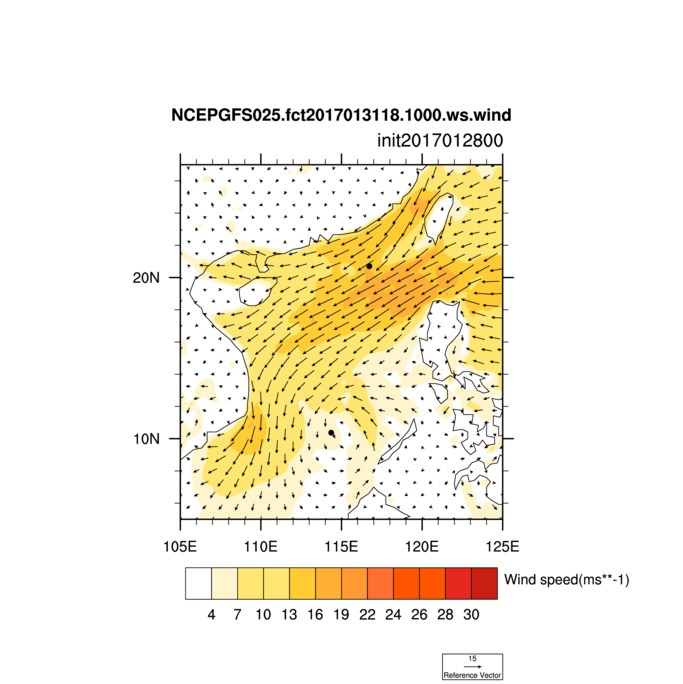 NCEPGFS025.fct2017013118.1000.ws.wind
init2017012800
20N
10N
105E 110E 115E 120E 125E
4 7 10 13 16 19 22 24 26 28 30
Wind speed(ms**-1)
15
Reference Vector